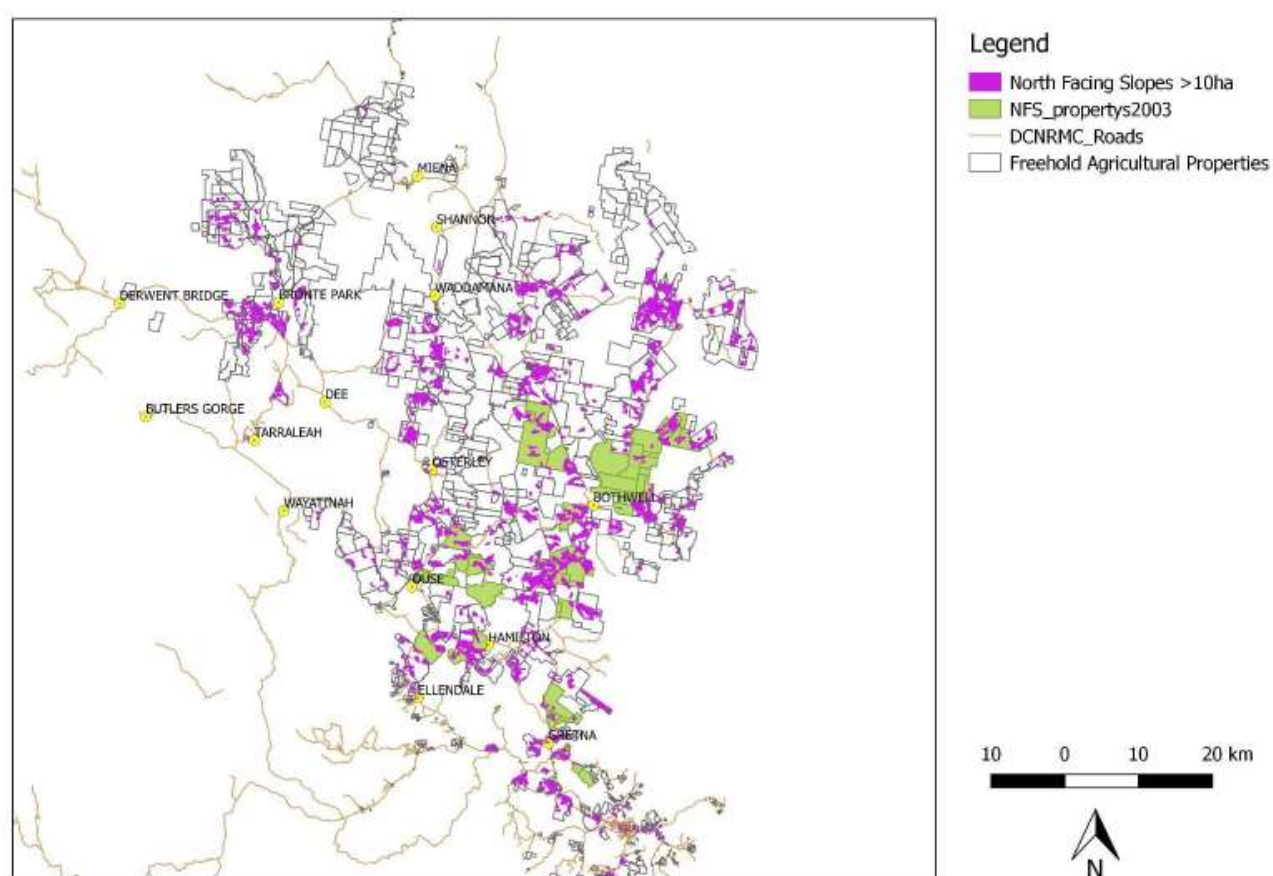 Legend
North Facing Slopes >10ha
NFS_propertys2003
DCNRMC_Roads
Freehold Agricultural Properties
MIENA
SHANNON
WADDAMANA
DERWENT BRIDGE
BRONTE PARK
DEE
BUTLERS GORGE
TARRALEAH
OSTERLEY
WAYATINAH
BOTHWELL
OUSE
HAMILTON
ELLENDALE
GRETNA
10 0 10 20 km
N